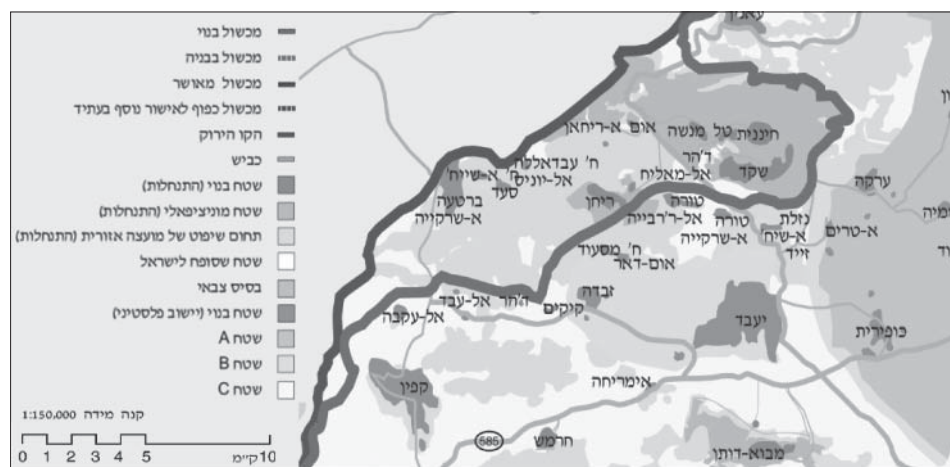 מכשול בנוי
מכשול בבניה
מכשול מאושר
מכשול כפוף לאישור נוסף בעתיד
הקו הירוק
כביש
שטח בנוי (התנחלות)
שטח מוניציפאלי (התנחלות)
תחום שיפוט של מועצה אזורית (התנחלות)
שטח שסופח לישראל
בסיס צבאי
שטח בנוי (יישוב פלסטיני)
שטח A
שטח B
שטח C
קנה מידה 1:150,000
0 1 2 3 4 5 10 ק"מ
עאנין
אום א-ריחאן
טל מנשה
חיננית
ד'הר
אל-מאליח
שקד
ח' עבדאללה
אל-יוניס
ח' א-שייח'
סעד
ברטעה
א-שרקייה
ריחן
טורה
אל-ר'רבייה
טורה
א-שרקייה
נזלת
א-שיח'
זייד
ערקה
א-טרים
ח' מסעוד
אום-דאר
זבדה
קיקיס
ד'הר
אל-עבד
אל-עקבה
יעבד
כופירית
אימריחה
קפין
חרמש
585
מבוא-דותן